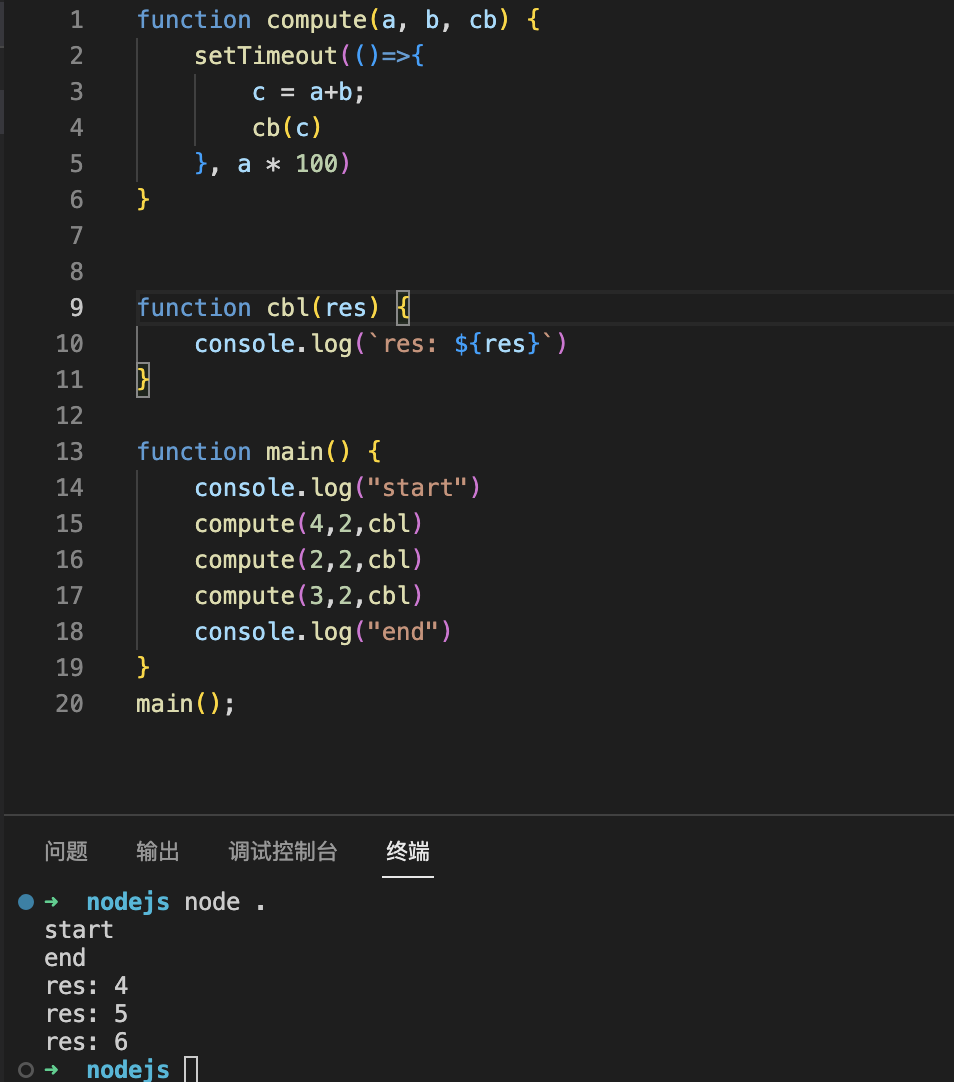 1 function compute(a, b, cb) {
2     setTimeout(()=>{
3         c = a+b;
4         cb(c)
5     }, a * 100)
6 }
7
8
9 function cbl(res) {
10     console.log(`res: ${res}`)
11 }
12
13 function main() {
14     console.log("start")
15     compute(4,2,cbl)
16     compute(2,2,cbl)
17     compute(3,2,cbl)
18     console.log("end")
19 }
20 main();
问题 输出 调试控制台 终端
➜ nodejs node .
start
end
res: 4
res: 5
res: 6
➜ nodejs